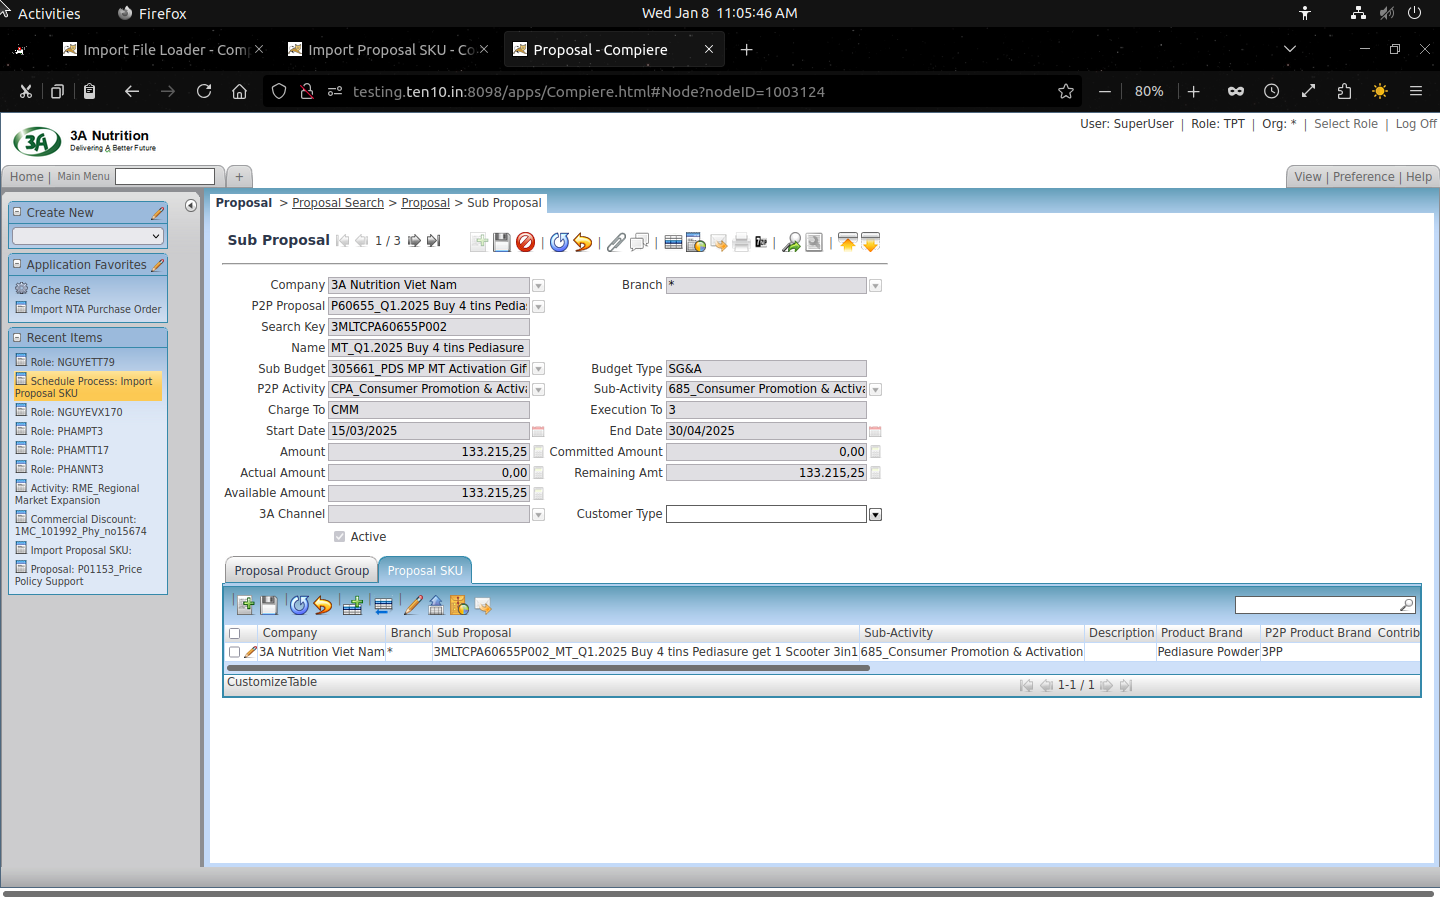 Activities
Firefox
Wed Jan 8 11:05:46 AM
Import File Loader - Comp
Import Proposal SKU - Co
Proposal - Compiere
testing.ten10.in:8098/apps/Compiere.html#Node?nodeID=1003124
80%
User: SuperUser | Role: TPT | Org: * | Select Role | Log Off
3A
3A Nutrition
Delivering A Better Future
Home | Main Menu
+
View | Preference | Help
Create New
Application Favorites
Cache Reset
Import NTA Purchase Order
Recent Items
Role: NGUYETT79
Schedule Process: Import
Proposal SKU
Role: NGUYEVX170
Role: PHAMPT3
Role: PHAMTT17
Role: PHANNT3
Activity: RME_Regional
Market Expansion
Commercial Discount:
1MC_101992_Phy_no15674
Import Proposal SKU:
Proposal: P01153_Price
Policy Support
Proposal > Proposal Search > Proposal > Sub Proposal
Sub Proposal 1 / 3
Company 3A Nutrition Viet Nam Branch *
P2P Proposal P60655_Q1.2025 Buy 4 tins Pedia
Search Key 3MLTCPA60655P002
Name MT_Q1.2025 Buy 4 tins Pediasure
Sub Budget 305661_PDS MP MT Activation Gif Budget Type SG&A
P2P Activity CPA_Consumer Promotion & Activ Sub-Activity 685_Consumer Promotion & Activa
Charge To CMM Execution To 3
Start Date 15/03/2025 End Date 30/04/2025
Amount 133.215,25 Committed Amount 0,00
Actual Amount 0,00 Remaining Amt 133.215,25
Available Amount 133.215,25
3A Channel Customer Type
Active
Proposal Product Group Proposal SKU
Company Branch Sub Proposal Sub-Activity Description Product Brand P2P Product Brand Contrib
3A Nutrition Viet Nam * 3MLTCPA60655P002_MT_Q1.2025 Buy 4 tins Pediasure get 1 Scooter 3in1 685_Consumer Promotion & Activation Pediasure Powder 3PP
CustomizeTable
1-1 / 1